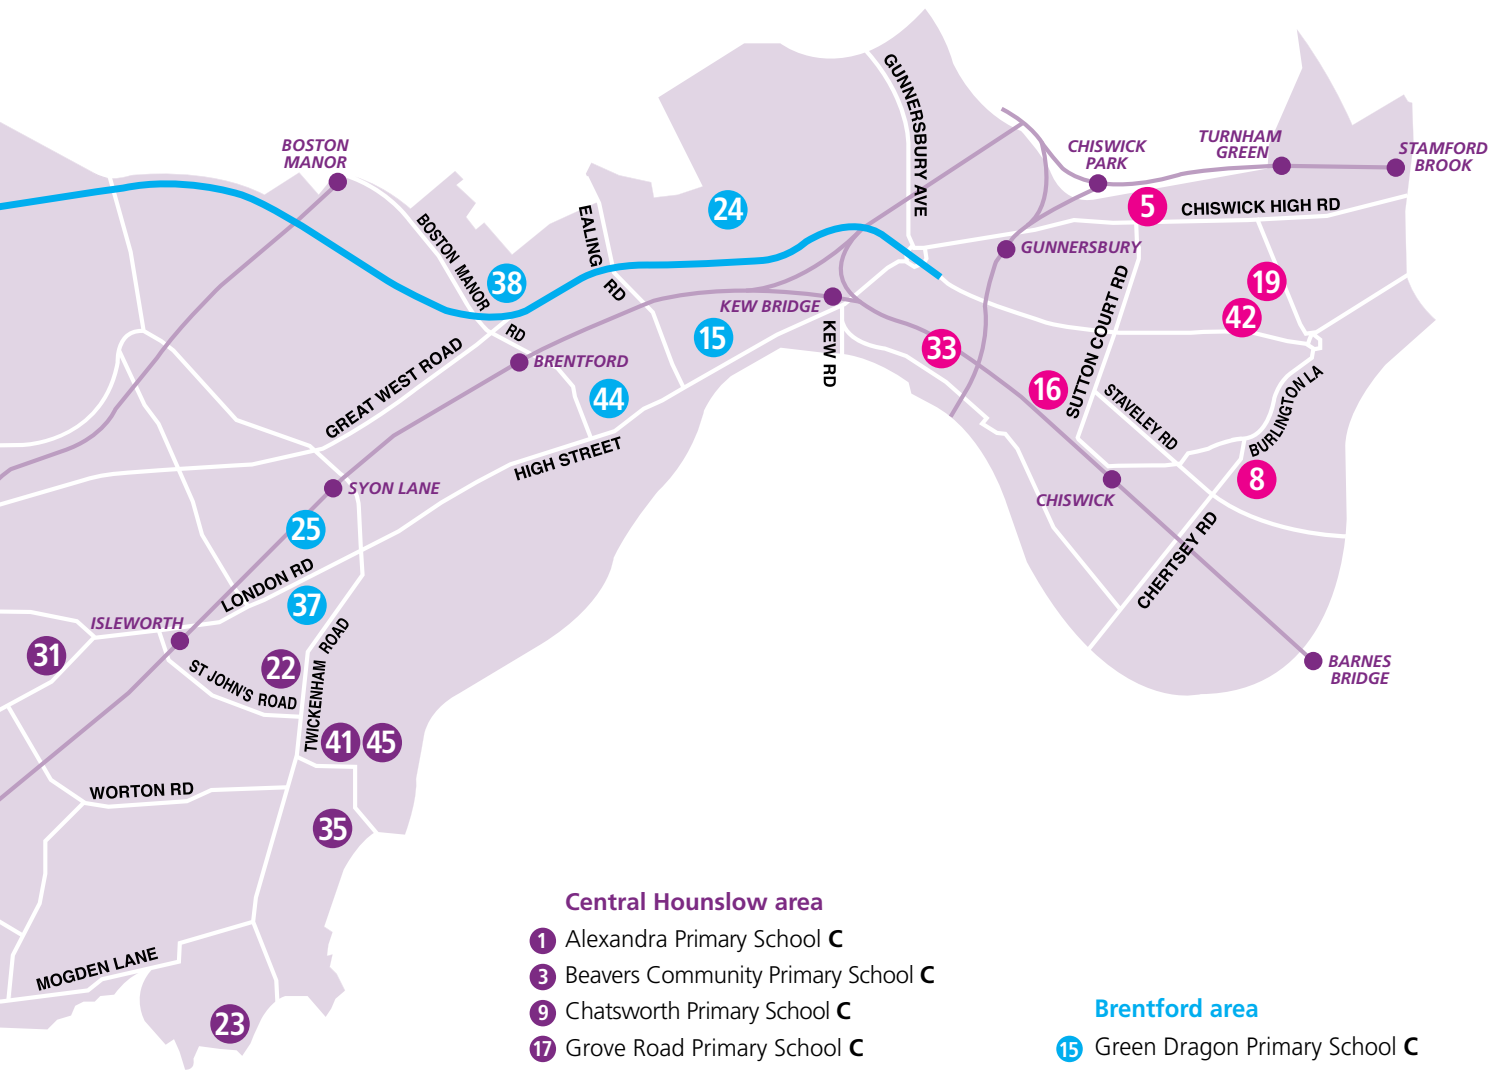 BOSTON
MANOR
GUNNERSBURY AVE
CHISWICK
PARK
TURNHAM
GREEN
STAMFORD
BROOK
5
CHISWICK HIGH RD
24
EALING RD
BOSTON MANOR RD
38
GUNNERSBURY
19
42
KEW BRIDGE
15
KEW RD
33
SUTTON COURT RD
16
STAVELEY RD
BURLINGTON LA
8
BRENTFORD
GREAT WEST ROAD
44
HIGH STREET
SYON LANE
CHISWICK
CHERTSEY RD
25
LONDON RD
37
ISLEWORTH
31
22
ST JOHN'S ROAD
TWICKENHAM ROAD
BARNES
BRIDGE
41
45
WORTON RD
35
MOGDEN LANE
23
Central Hounslow area
1 Alexandra Primary School C
3 Beavers Community Primary School C
9 Chatsworth Primary School C
17 Grove Road Primary School C
Brentford area
15 Green Dragon Primary School C